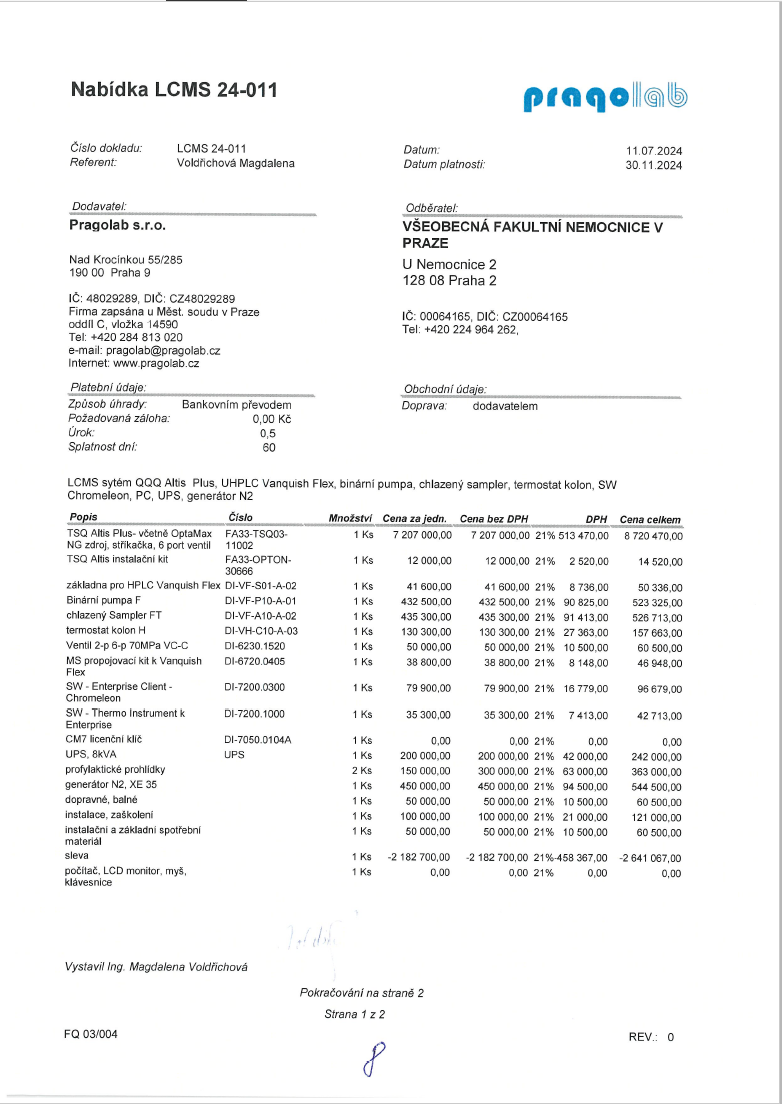 Nabídka LCMS 24-011
pragolab
Číslo dokladu: LCMS 24-011
Referent: Voldřichová Magdalena
Datum: 11.07.2024
Datum platnosti: 30.11.2024
Dodavatel:
Pragolab s.r.o.
Nad Krocínkou 55/285
190 00 Praha 9
IČ: 48029289, DIČ: CZ48029289
Firma zapsána u Měst. soudu v Praze
oddíl C, vložka 14590
Tel: +420 284 813 020
e-mail: pragolab@pragolab.cz
Internet: www.pragolab.cz
Odběratel:
VŠEOBECNÁ FAKULTNÍ NEMOCNICE V
PRAZE
U Nemocnice 2
128 08 Praha 2
IČ: 00064165, DIČ: CZ00064165
Tel: +420 224 964 262,
Platební údaje:
Způsob úhrady: Bankovním převodem
Požadovaná záloha: 0,00 Kč
Úrok: 0,5
Splatnost dní: 60
Obchodní údaje:
Doprava: dodavatelem
LCMS sytém QQQ Altis Plus, UHPLC Vanquish Flex, binární pumpa, chlazený sampler, termostat kolon, SW
Chromeleon, PC, UPS, generátor N2
Popis Číslo Množství Cena za jedn. Cena bez DPH DPH Cena celkem
TSQ Altis Plus- včetně OptaMax FA33-TSQ03- 1 Ks 7 207 000,00 7 207 000,00 21% 513 470,00 8 720 470,00
NG zdroj, stříkačka, 6 port ventil 11002
TSQ Altis instalační kit FA33-OPTON- 1 Ks 12 000,00 12 000,00 21% 2 520,00 14 520,00
30666
základna pro HPLC Vanquish Flex DI-VF-S01-A-02 1 Ks 41 600,00 41 600,00 21% 8 736,00 50 336,00
Binární pumpa F DI-VF-P10-A-01 1 Ks 432 500,00 432 500,00 21% 90 825,00 523 325,00
chlazený Sampler FT DI-VF-A10-A-02 1 Ks 435 300,00 435 300,00 21% 91 413,00 526 713,00
termostat kolon H DI-VH-C10-A-03 1 Ks 130 300,00 130 300,00 21% 27 363,00 157 663,00
Ventil 2-p 6-p 70MPa VC-C DI-6230.1520 1 Ks 50 000,00 50 000,00 21% 10 500,00 60 500,00
MS propojovací kit k Vanquish DI-6720.0405 1 Ks 38 800,00 38 800,00 21% 8 148,00 46 948,00
Flex
SW - Enterprise Client - DI-7200.0300 1 Ks 79 900,00 79 900,00 21% 16 779,00 96 679,00
Chromeleon
SW - Thermo Instrument k DI-7200.1000 1 Ks 35 300,00 35 300,00 21% 7 413,00 42 713,00
Enterprise
CM7 licenční klíč DI-7050.0104A 1 Ks 0,00 0,00 21% 0,00 0,00
UPS, 8kVA UPS 1 Ks 200 000,00 200 000,00 21% 42 000,00 242 000,00
profylaktické prohlídky 2 Ks 150 000,00 300 000,00 21% 63 000,00 363 000,00
generátor N2, XE 35 1 Ks 450 000,00 450 000,00 21% 94 500,00 544 500,00
dopravné, balné 1 Ks 50 000,00 50 000,00 21% 10 500,00 60 500,00
instalace, zaškolení 1 Ks 100 000,00 100 000,00 21% 21 000,00 121 000,00
instalační a základní spotřební 1 Ks 50 000,00 50 000,00 21% 10 500,00 60 500,00
materiál
sleva 1 Ks -2 182 700,00 -2 182 700,00 21%-458 367,00 -2 641 067,00
počítač, LCD monitor, myš, 1 Ks 0,00 0,00 21% 0,00 0,00
klávesnice
Vystavil Ing. Magdalena Voldřichová
Pokračování na straně 2
Strana 1 z 2
FQ 03/004
REV.: 0
8